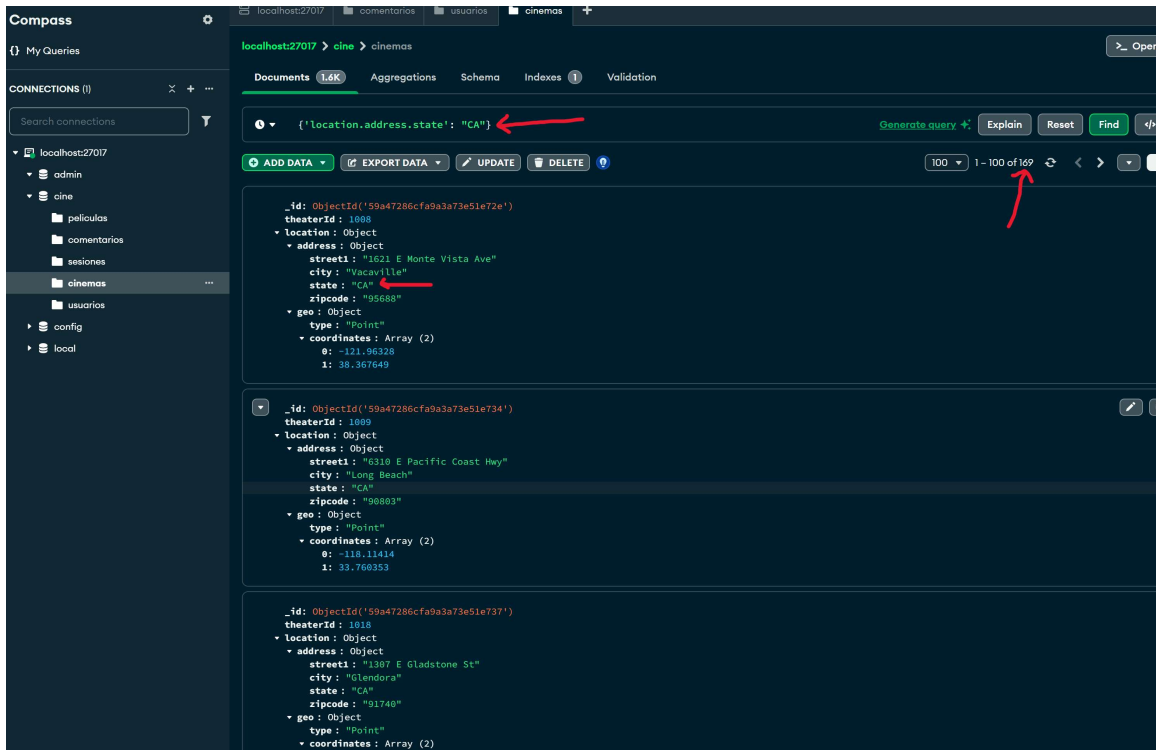 Compass
{} My Queries
CONNECTIONS (1)
Search connections
localhost:27017
admin
cine
peliculas
comentarios
sesiones
cinemas
usuarios
config
local
localhost:27017 comentarios usuarios cinemas
localhost:27017 > cine > cinemas
>_ Open
Documents 1.6K Aggregations Schema Indexes 1 Validation
{'location.address.state': "CA"}
Generate query Explain Reset Find </>
ADD DATA EXPORT DATA UPDATE DELETE
100 1 – 100 of 169
_id: ObjectId('59a47286cfa9a3a73e51e72e')
theaterId : 1008
location : Object
address : Object
street1 : "1621 E Monte Vista Ave"
city : "Vacaville"
state : "CA"
zipcode : "95688"
geo : Object
type : "Point"
coordinates : Array (2)
0: -121.96328
1: 38.367649
_id: ObjectId('59a47286cfa9a3a73e51e734')
theaterId : 1009
location : Object
address : Object
street1 : "6310 E Pacific Coast Hwy"
city : "Long Beach"
state : "CA"
zipcode : "90803"
geo : Object
type : "Point"
coordinates : Array (2)
0: -118.11414
1: 33.760353
_id: ObjectId('59a47286cfa9a3a73e51e737')
theaterId : 1018
location : Object
address : Object
street1 : "1307 E Gladstone St"
city : "Glendora"
state : "CA"
zipcode : "91740"
geo : Object
type : "Point"
coordinates : Array (2)